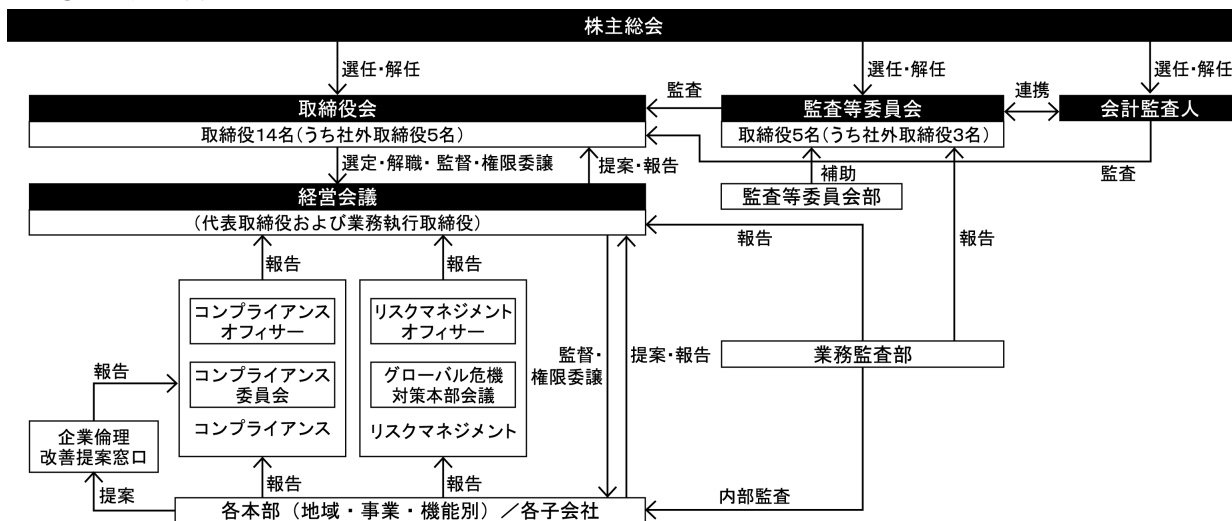 株主総会
選任・解任
選任・解任
選任・解任
取締役会
監査
監査等委員会
連携
会計監査人
取締役14名(うち社外取締役5名)
取締役5名(うち社外取締役3名)
選定・解職・監督・権限委譲
提案・報告
補助
監査
監査等委員会部
経営会議
(代表取締役および業務執行取締役)
報告
報告
報告
報告
コンプライアンス
オフィサー
リスクマネジメント
オフィサー
監督・
権限委譲
提案・報告
業務監査部
報告
コンプライアンス
委員会
グローバル危機
対策本部会議
コンプライアンス
リスクマネジメント
企業倫理
改善提案窓口
提案
報告
報告
内部監査
各本部（地域・事業・機能別）／各子会社